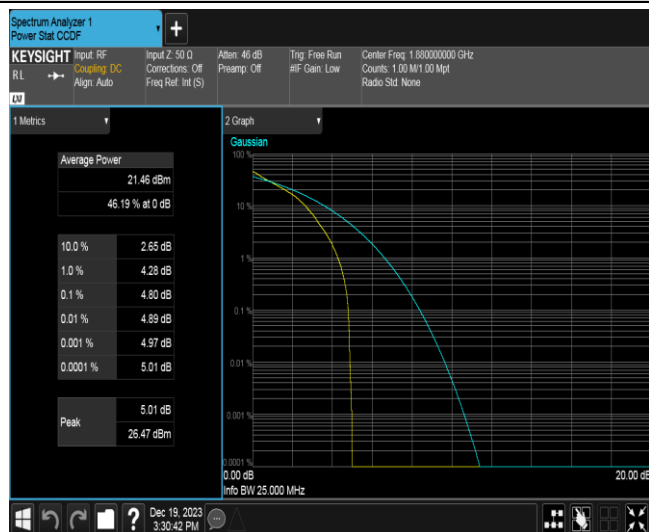 Spectrum Analyzer 1
Power Stat CCDF
+
KEYSIGHT
RL
LXI
Input: RF
Coupling: DC
Align: Auto
Input Z: 50 Ω
Corrections: Off
Freq Ref: Int (S)
Atten: 46 dB
Preamp: Off
Trig: Free Run
#IF Gain: Low
Center Freq: 1.880000000 GHz
Counts: 1.00 M/1.00 Mpt
Radio Std: None
1 Metrics
Average Power
21.46 dBm
46.19 % at 0 dB
10.0 % 2.65 dB
1.0 % 4.28 dB
0.1 % 4.80 dB
0.01 % 4.89 dB
0.001 % 4.97 dB
0.0001 % 5.01 dB
Peak
5.01 dB
26.47 dBm
2 Graph
Gaussian
100 %
10 %
1 %
0.1 %
0.01 %
0.001 %
0.0001 %
0.00 dB
20.00 dB
Info BW 25.000 MHz
?
Dec 19, 2023
3:30:42 PM